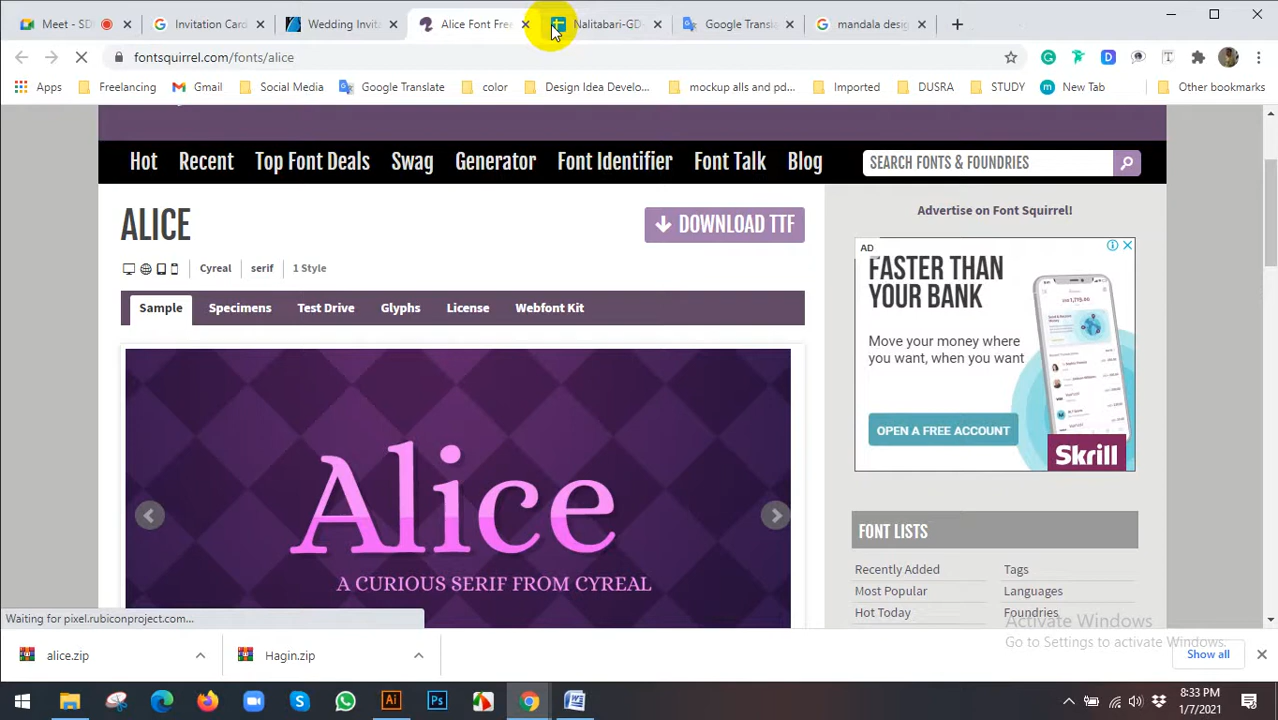 Meet - SD
Invitation Card
Wedding Invita
Alice Font Free
Nalitabari-GD
Google Transla
mandala desig
fontsquirrel.com/fonts/alice
Apps
Freelancing
Gmail
Social Media
Google Translate
color
Design Idea Develo...
mockup alls and pd...
Imported
DUSRA
STUDY
New Tab
Other bookmarks
Hot
Recent
Top Font Deals
Swag
Generator
Font Identifier
Font Talk
Blog
SEARCH FONTS & FOUNDRIES
ALICE
DOWNLOAD TTF
Cyreal
serif
1 Style
Sample
Specimens
Test Drive
Glyphs
License
Webfont Kit
Alice
A CURIOUS SERIF FROM CYREAL
Advertise on Font Squirrel!
AD
FASTER THAN
YOUR BANK
Move your money where
you want, when you want
OPEN A FREE ACCOUNT
Skrill
FONT LISTS
Recently Added
Tags
Most Popular
Languages
Hot Today
Foundries
Activate Windows
Go to Settings to activate Windows.
Waiting for pixel.rubiconproject.com...
alice.zip
Hagin.zip
Show all
8:33 PM
1/7/2021